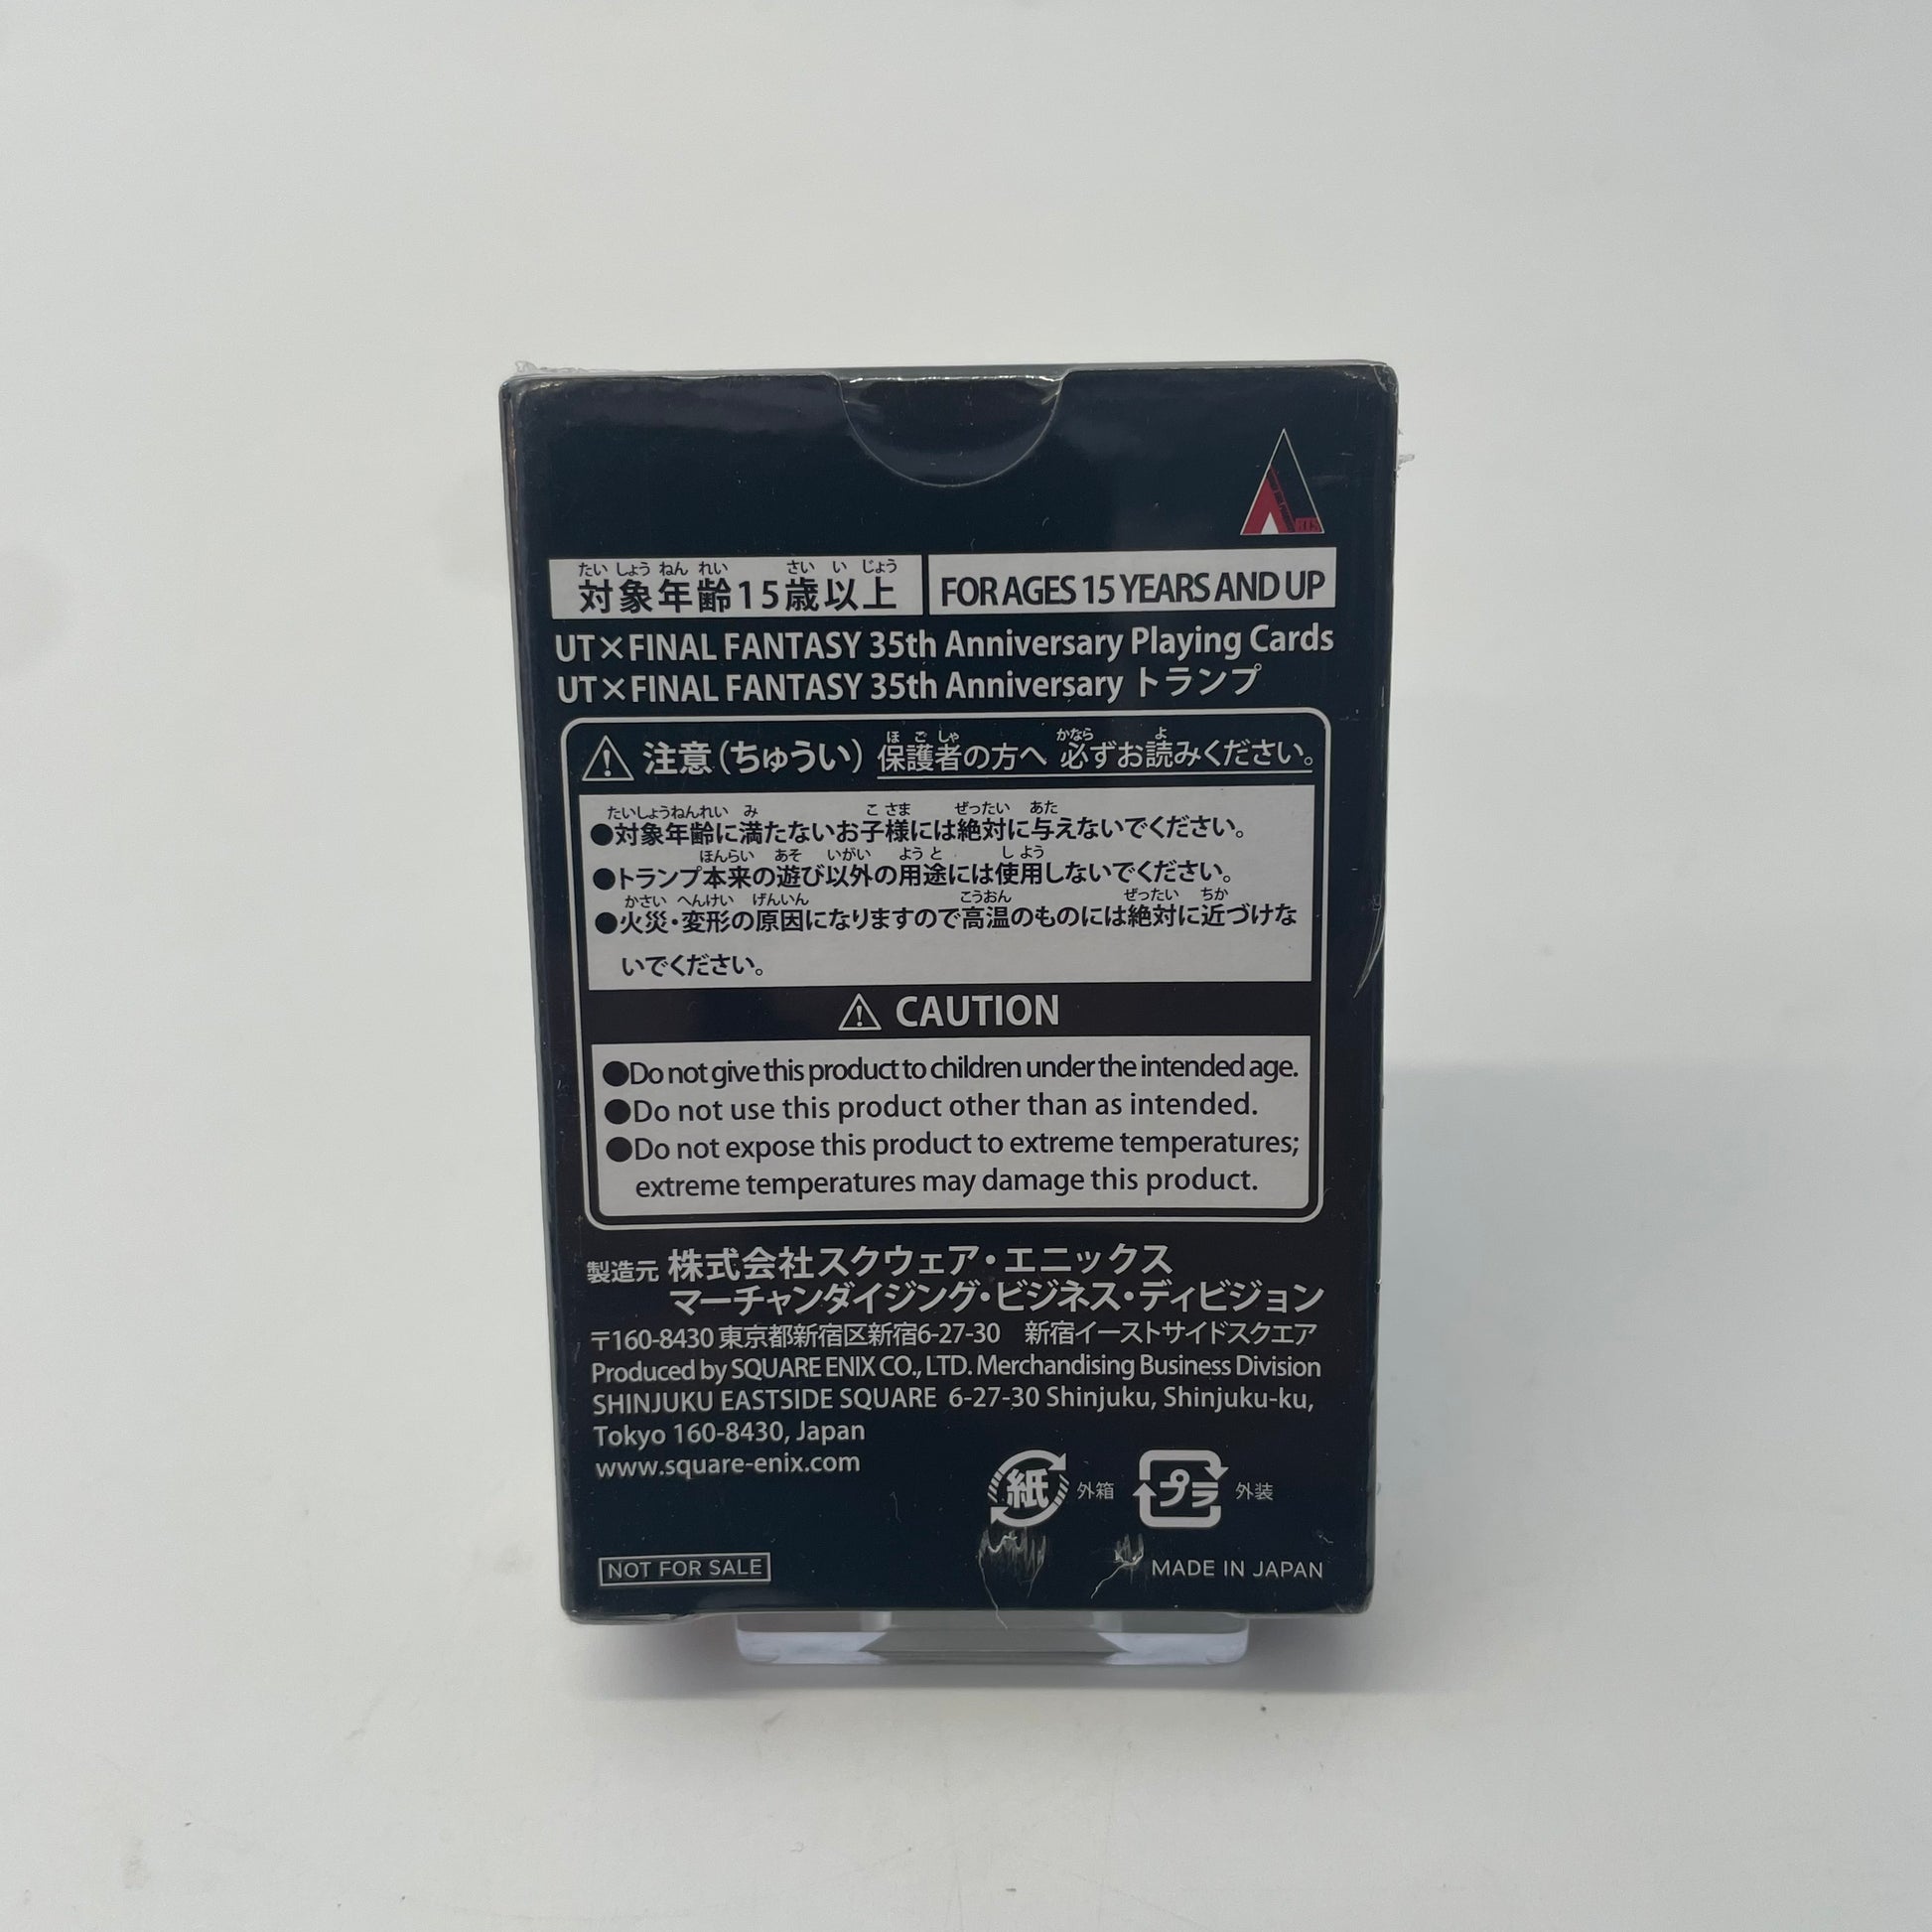 たいしょうねんれい さいいじょう
対象年齢15歳以上
FOR AGES 15 YEARS AND UP
UT×FINAL FANTASY 35th Anniversary Playing Cards
UT×FINAL FANTASY 35th Anniversary トランプ
ほごしゃ かなら よ
注意(ちゅうい) 保護者の方へ 必ずお読みください。
たいしょうねんれい み こさま ぜったい あた
●対象年齢に満たないお子様には絶対に与えないでください。
ほんらい あそ いがい ようと しよう
●トランプ本来の遊び以外の用途には使用しないでください。
かさい へんけい げんいん こうおん ぜったい ちか
●火災・変形の原因になりますので高温のものには絶対に近づけな
いでください。
CAUTION
●Do not give this product to children under the intended age.
●Do not use this product other than as intended.
●Do not expose this product to extreme temperatures;
extreme temperatures may damage this product.
製造元 株式会社スクウェア・エニックス
マーチャンダイジング・ビジネス・ディビジョン
〒160-8430 東京都新宿区新宿6-27-30 新宿イーストサイドスクエア
Produced by SQUARE ENIX CO., LTD. Merchandising Business Division
SHINJUKU EASTSIDE SQUARE 6-27-30 Shinjuku, Shinjuku-ku,
Tokyo 160-8430, Japan
www.square-enix.com
紙 外箱 プラ 外装
NOT FOR SALE
MADE IN JAPAN